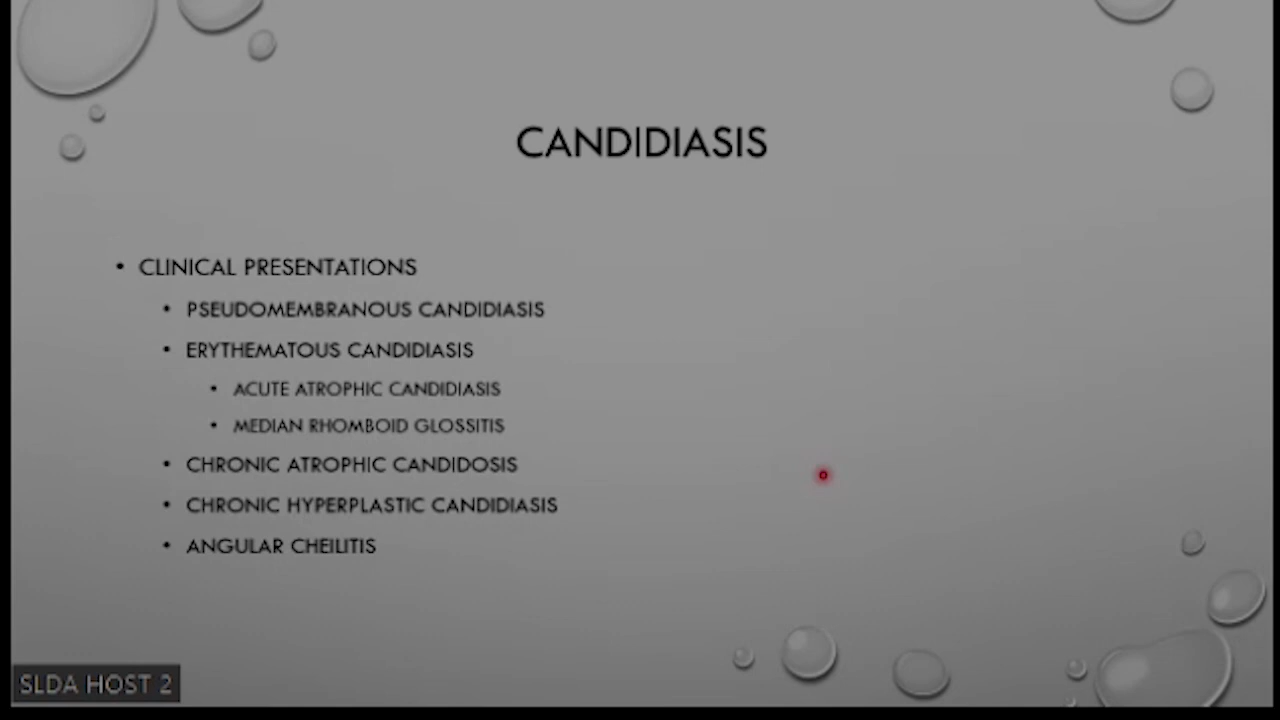 CANDIDIASIS
• CLINICAL PRESENTATIONS
• PSEUDOMEMBRANOUS CANDIDIASIS
• ERYTHEMATOUS CANDIDIASIS
• ACUTE ATROPHIC CANDIDIASIS
• MEDIAN RHOMBOID GLOSSITIS
• CHRONIC ATROPHIC CANDIDOSIS
• CHRONIC HYPERPLASTIC CANDIDIASIS
• ANGULAR CHEILITIS
SLDA HOST 2